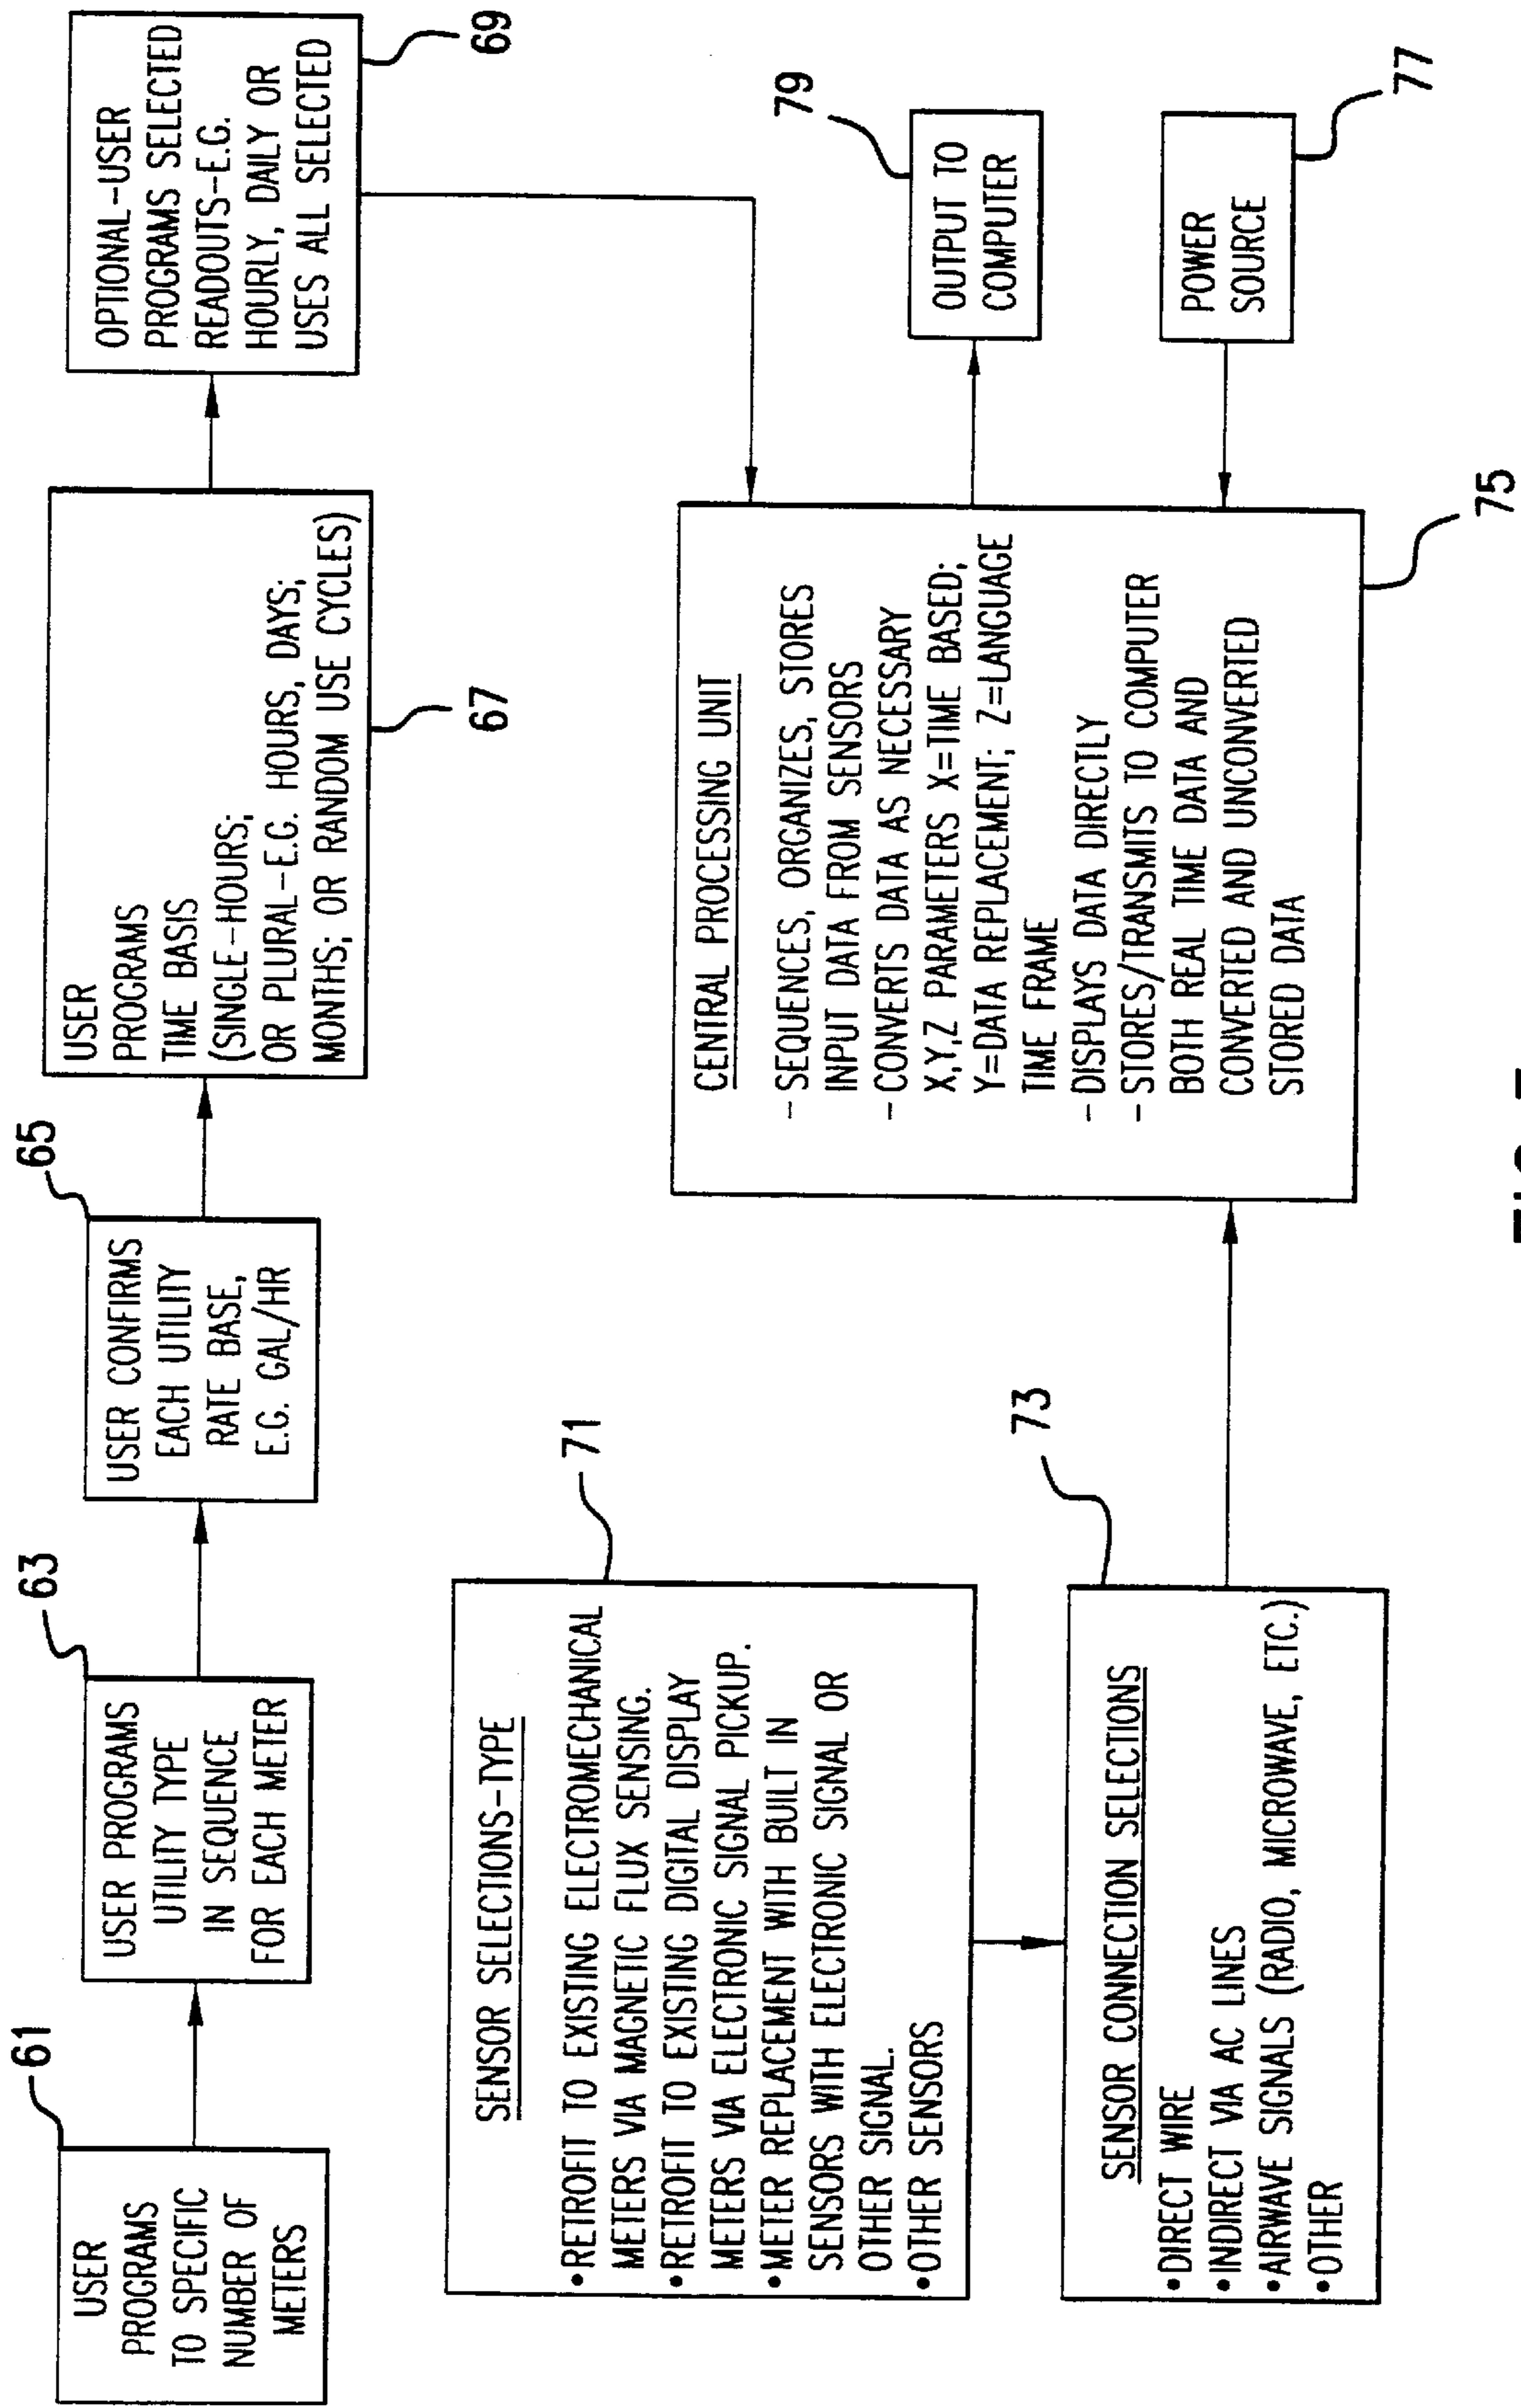 61
USER
PROGRAMS
TO SPECIFIC
NUMBER OF
METERS
63
USER PROGRAMS
UTILITY TYPE
IN SEQUENCE
FOR EACH METER
65
USER CONFIRMS
EACH UTILITY
RATE BASE,
E.G. GAL/HR
USER
PROGRAMS
TIME BASIS
(SINGLE-HOURS;
OR PLURAL-E.G. HOURS, DAYS;
MONTHS; OR RANDOM USE CYCLES)
67
OPTIONAL-USER
PROGRAMS SELECTED
READOUTS-E.G.
HOURLY, DAILY OR
USES ALL SELECTED
69
SENSOR SELECTIONS-TYPE
•RETROFIT TO EXISTING ELECTROMECHANICAL
METERS VIA MAGNETIC FLUX SENSING.
•RETROFIT TO EXISTING DIGITAL DISPLAY
METERS VIA ELECTRONIC SIGNAL PICKUP.
•METER REPLACEMENT WITH BUILT IN
SENSORS WITH ELECTRONIC SIGNAL OR
OTHER SIGNAL.
•OTHER SENSORS
71
SENSOR CONNECTION SELECTIONS
•DIRECT WIRE
•INDIRECT VIA AC LINES
•AIRWAVE SIGNALS (RADIO, MICROWAVE, ETC.)
•OTHER
73
CENTRAL PROCESSING UNIT
-SEQUENCES, ORGANIZES, STORES
INPUT DATA FROM SENSORS
-CONVERTS DATA AS NECESSARY
X,Y,Z PARAMETERS X=TIME BASED;
Y=DATA REPLACEMENT; Z=LANGUAGE
TIME FRAME
-DISPLAYS DATA DIRECTLY
-STORES/TRANSMITS TO COMPUTER
BOTH REAL TIME DATA AND
CONVERTED AND UNCONVERTED
STORED DATA
75
OUTPUT TO
COMPUTER
79
POWER
SOURCE
77